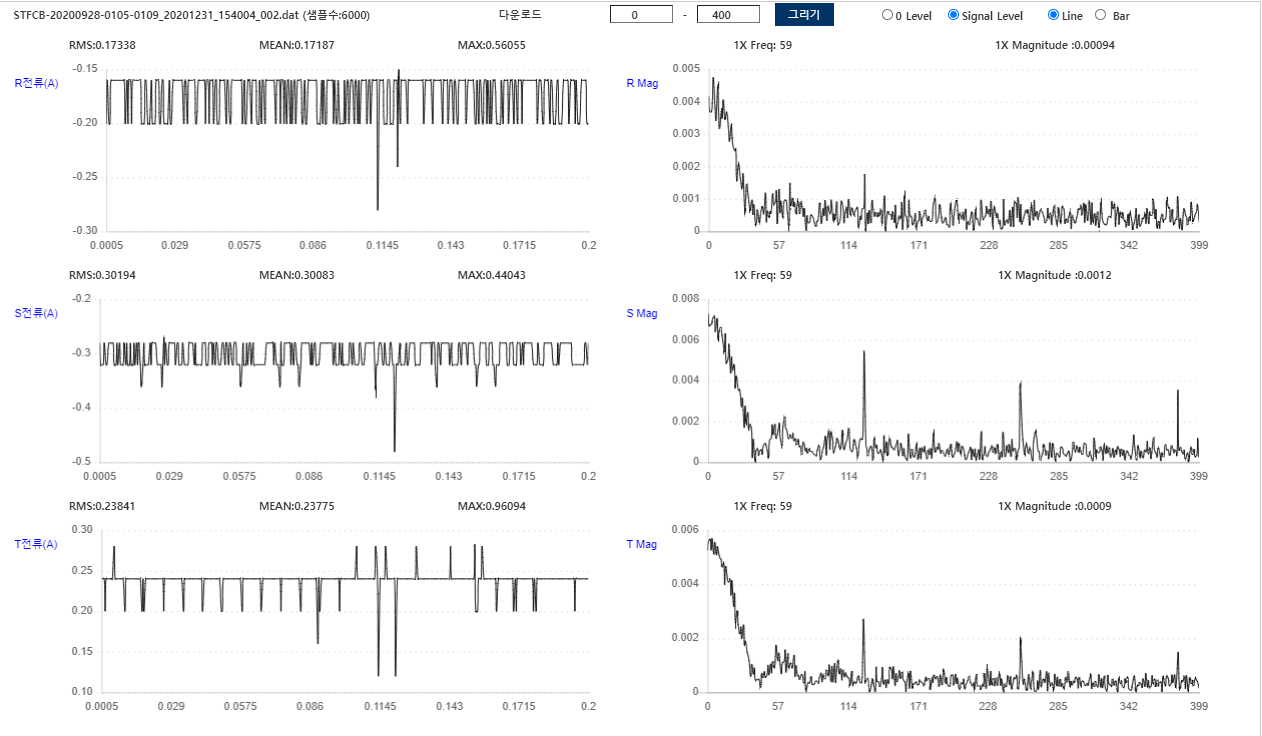 STFCB-20200928-0105-0109_20201231_154004_002.dat (샘플수:6000) 다운로드 0 - 400 그리기 0 Level Signal Level Line Bar
RMS:0.17338 MEAN:0.17187 MAX:0.56055 1X Freq: 59 1X Magnitude :0.00094
R전류(A)
-0.15
-0.20
-0.25
-0.30
0.0005 0.029 0.0575 0.086 0.1145 0.143 0.1715 0.2
R Mag
0.005
0.004
0.003
0.002
0.001
0
0 57 114 171 228 285 342 399
RMS:0.30194 MEAN:0.30083 MAX:0.44043 1X Freq: 59 1X Magnitude :0.0012
S전류(A)
-0.2
-0.3
-0.4
-0.5
0.0005 0.029 0.0575 0.086 0.1145 0.143 0.1715 0.2
S Mag
0.008
0.006
0.004
0.002
0
0 57 114 171 228 285 342 399
RMS:0.23841 MEAN:0.23775 MAX:0.96094 1X Freq: 59 1X Magnitude :0.0009
T전류(A)
0.30
0.25
0.20
0.15
0.10
0.0005 0.029 0.0575 0.086 0.1145 0.143 0.1715 0.2
T Mag
0.006
0.004
0.002
0
0 57 114 171 228 285 342 399